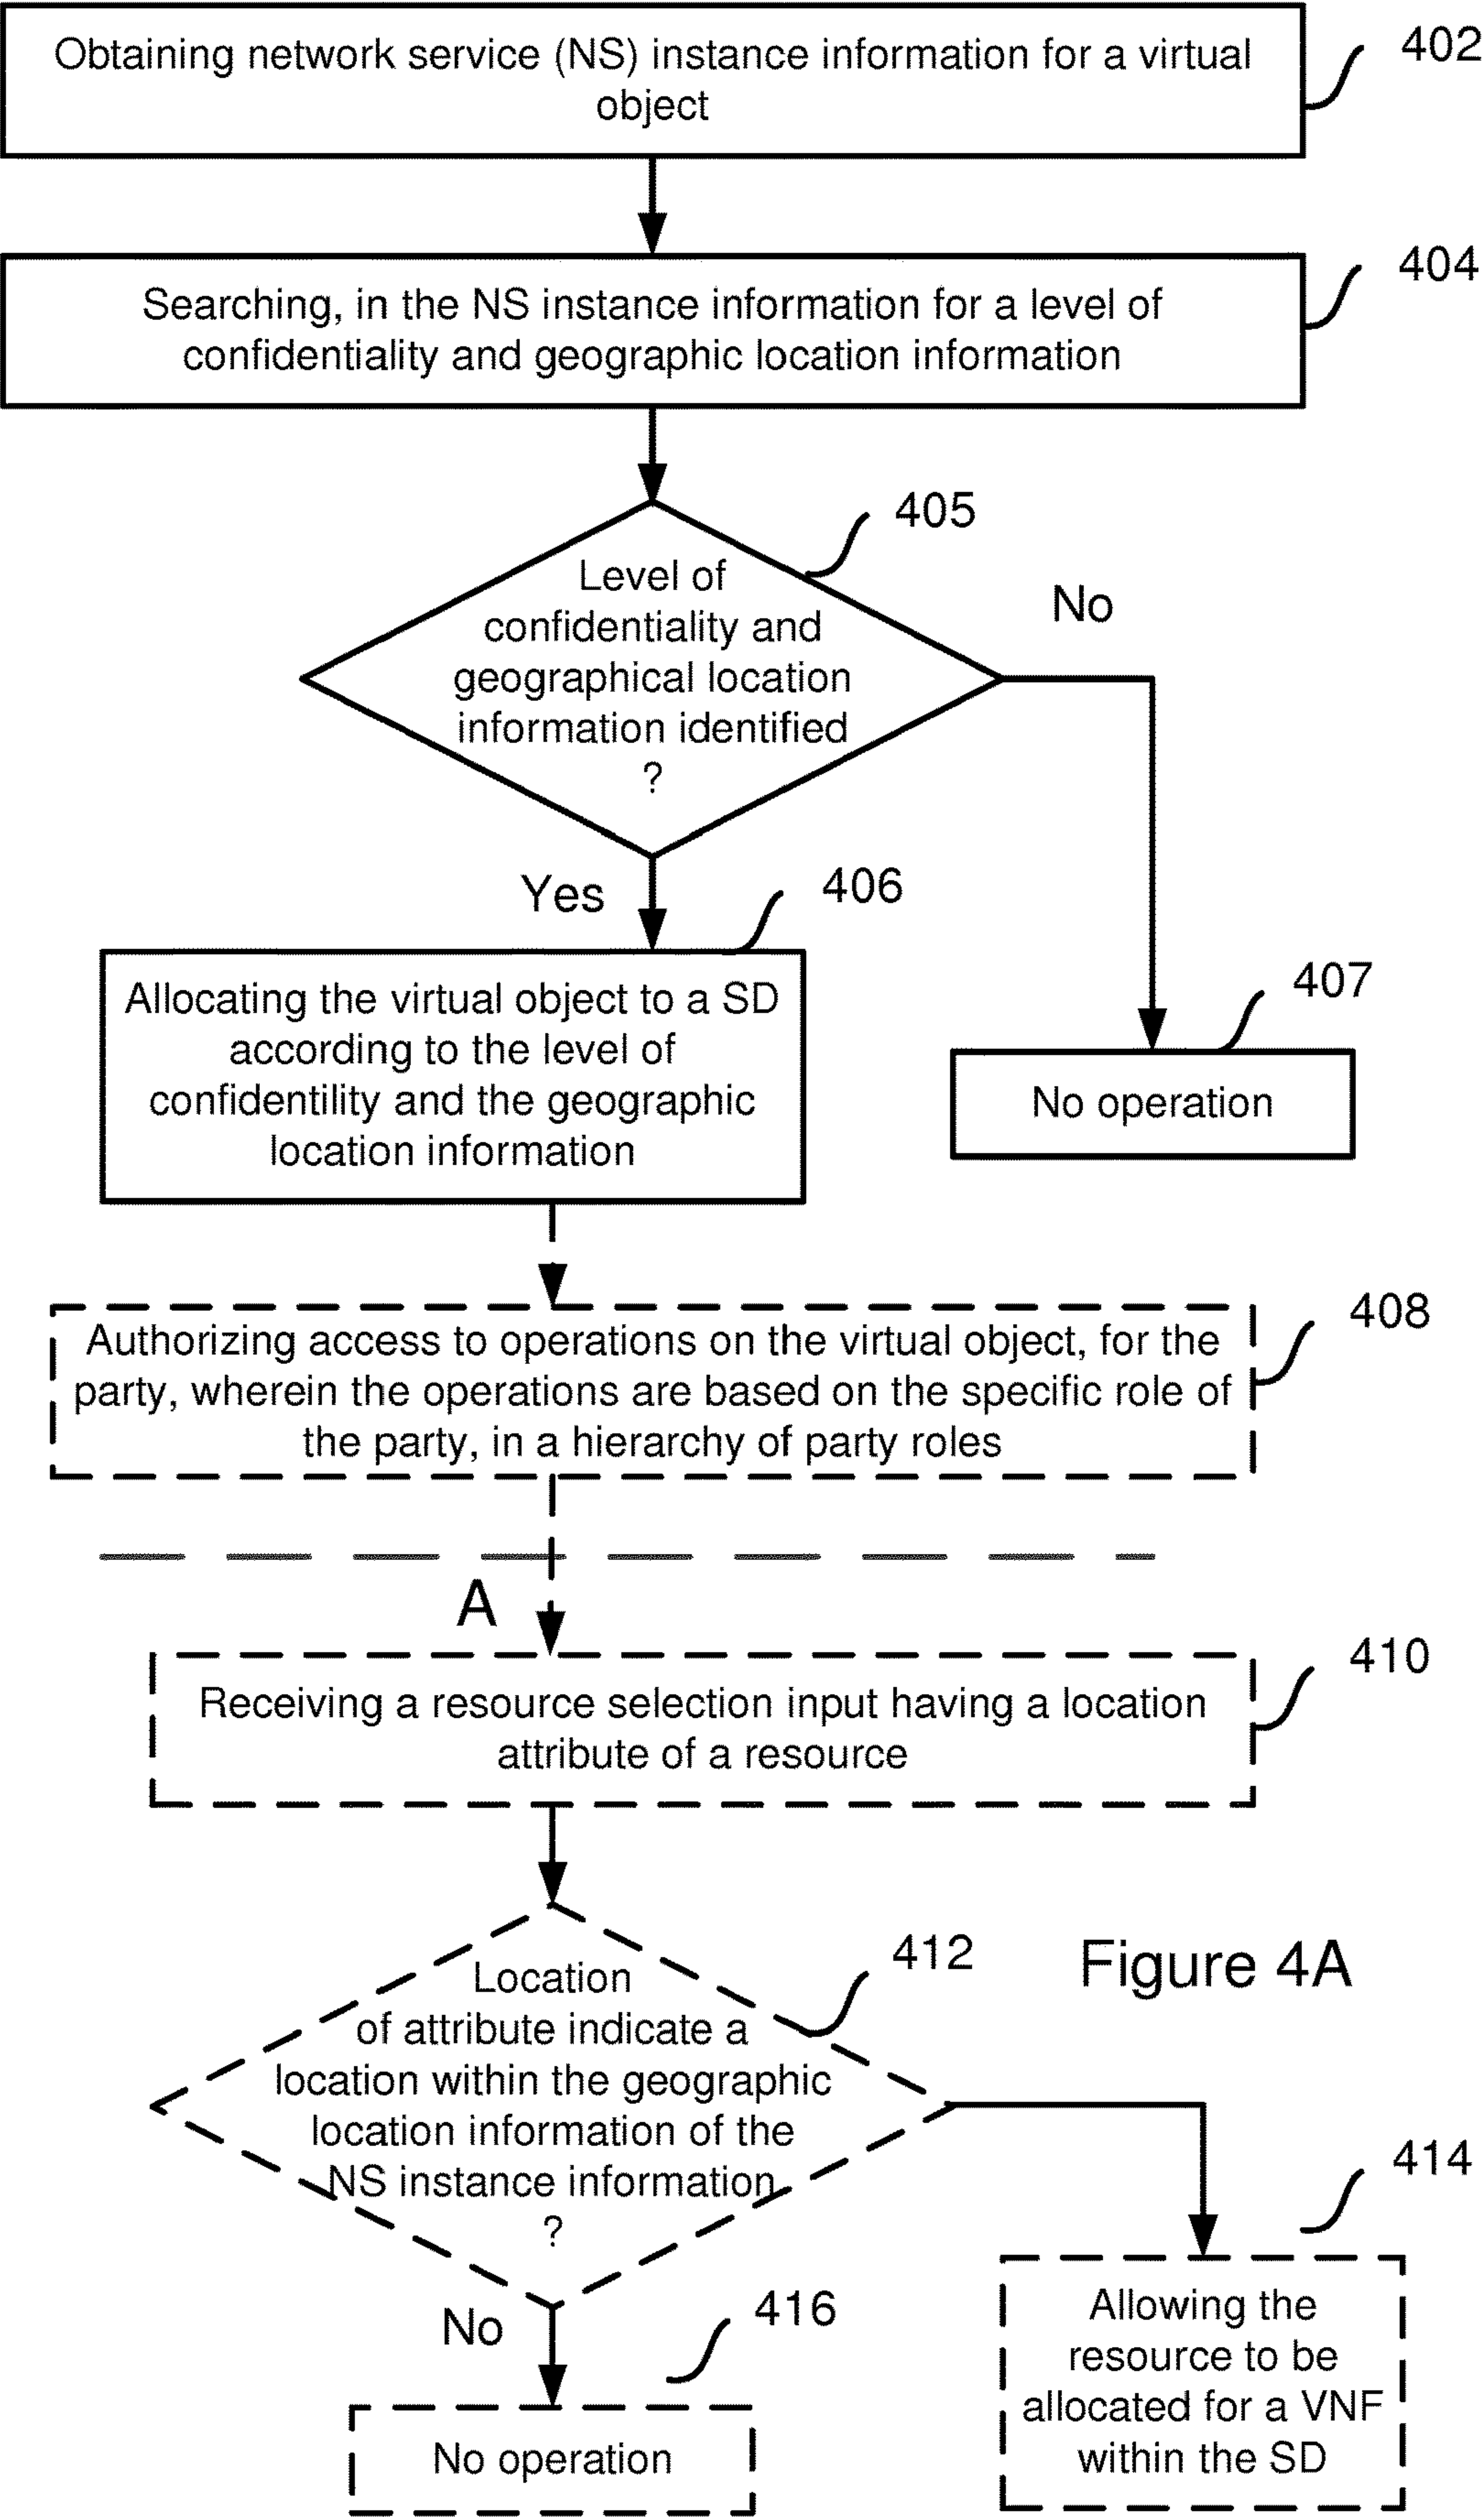 Obtaining network service (NS) instance information for a virtual
object
402
Searching, in the NS instance information for a level of
confidentiality and geographic location information
404
405
Level of
confidentiality and
geographical location
information identified
?
No
Yes
406
Allocating the virtual object to a SD
according to the level of
confidentility and the geographic
location information
407
No operation
408
Authorizing access to operations on the virtual object, for the
party, wherein the operations are based on the specific role of
the party, in a hierarchy of party roles
A
410
Receiving a resource selection input having a location
attribute of a resource
412
Figure 4A
Location
of attribute indicate a
location within the geographic
location information of the
NS instance information
?
414
No
416
No operation
Allowing the
resource to be
allocated for a VNF
within the SD